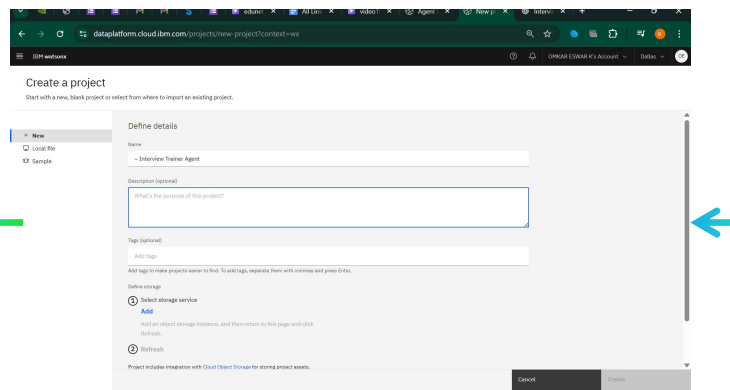 edunet
All Lin
video t
Agent
New p
Intervi
dataplatform.cloud.ibm.com/projects/new-project?context=wx
IBM watsonx
OMKAR ESWAR K's Account
Dallas
OE
Create a project
Start with a new, blank project or select from where to import an existing project.
+ New
Local file
Sample
Define details
Name
– Interview Trainer Agent
Description (optional)
What's the purpose of this project?
Tags (optional)
Add tags
Add tags to make projects easier to find. To add tags, separate them with commas and press Enter.
Define storage
1 Select storage service
Add
Add an object storage instance, and then return to this page and click
Refresh.
2 Refresh
Project includes integration with Cloud Object Storage for storing project assets.
Cancel
Create